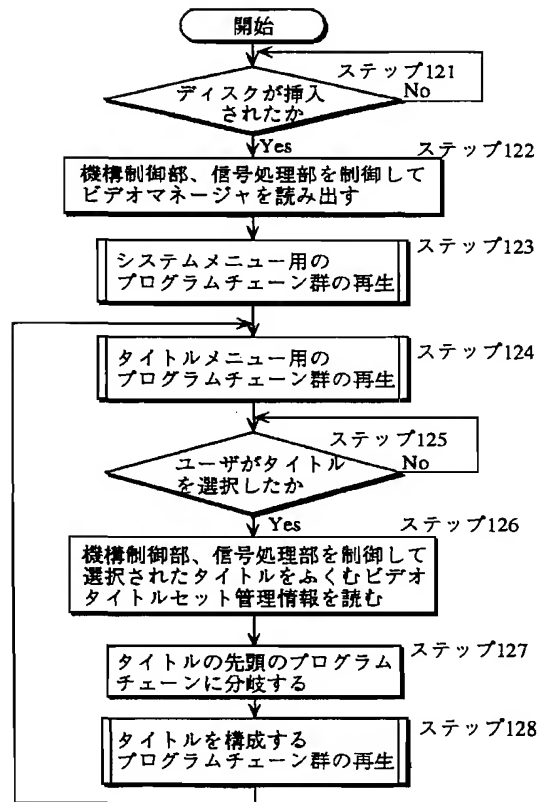 開始
ステップ121
ディスクが挿入
されたか
No
Yes
ステップ122
機構制御部、信号処理部を制御して
ビデオマネージャを読み出す
ステップ123
システムメニュー用の
プログラムチェーン群の再生
ステップ124
タイトルメニュー用の
プログラムチェーン群の再生
ステップ125
ユーザがタイトル
を選択したか
No
Yes
ステップ126
機構制御部、信号処理部を制御して
選択されたタイトルをふくむビデオ
タイトルセット管理情報を読む
ステップ127
タイトルの先頭のプログラム
チェーンに分岐する
ステップ128
タイトルを構成する
プログラムチェーン群の再生